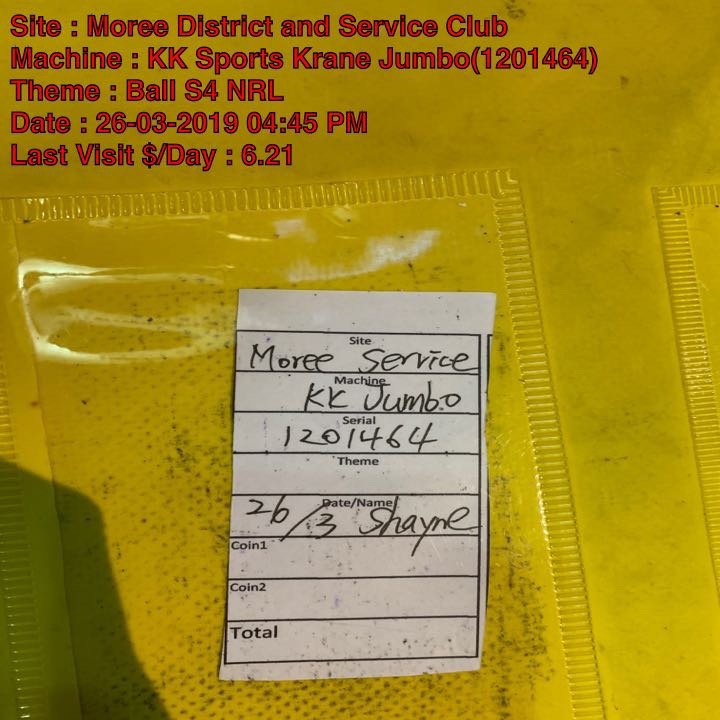 Site : Moree District and Service Club
Machine : KK Sports Krane Jumbo(1201464)
Theme : Ball S4 NRL
Date : 26-03-2019 04:45 PM
Last Visit $/Day : 6.21
Site
Moree Service
Machine
KK Jumbo
Serial
1201464
Theme
Date/Name
26/3 Shayne
Coin1
Coin2
Total